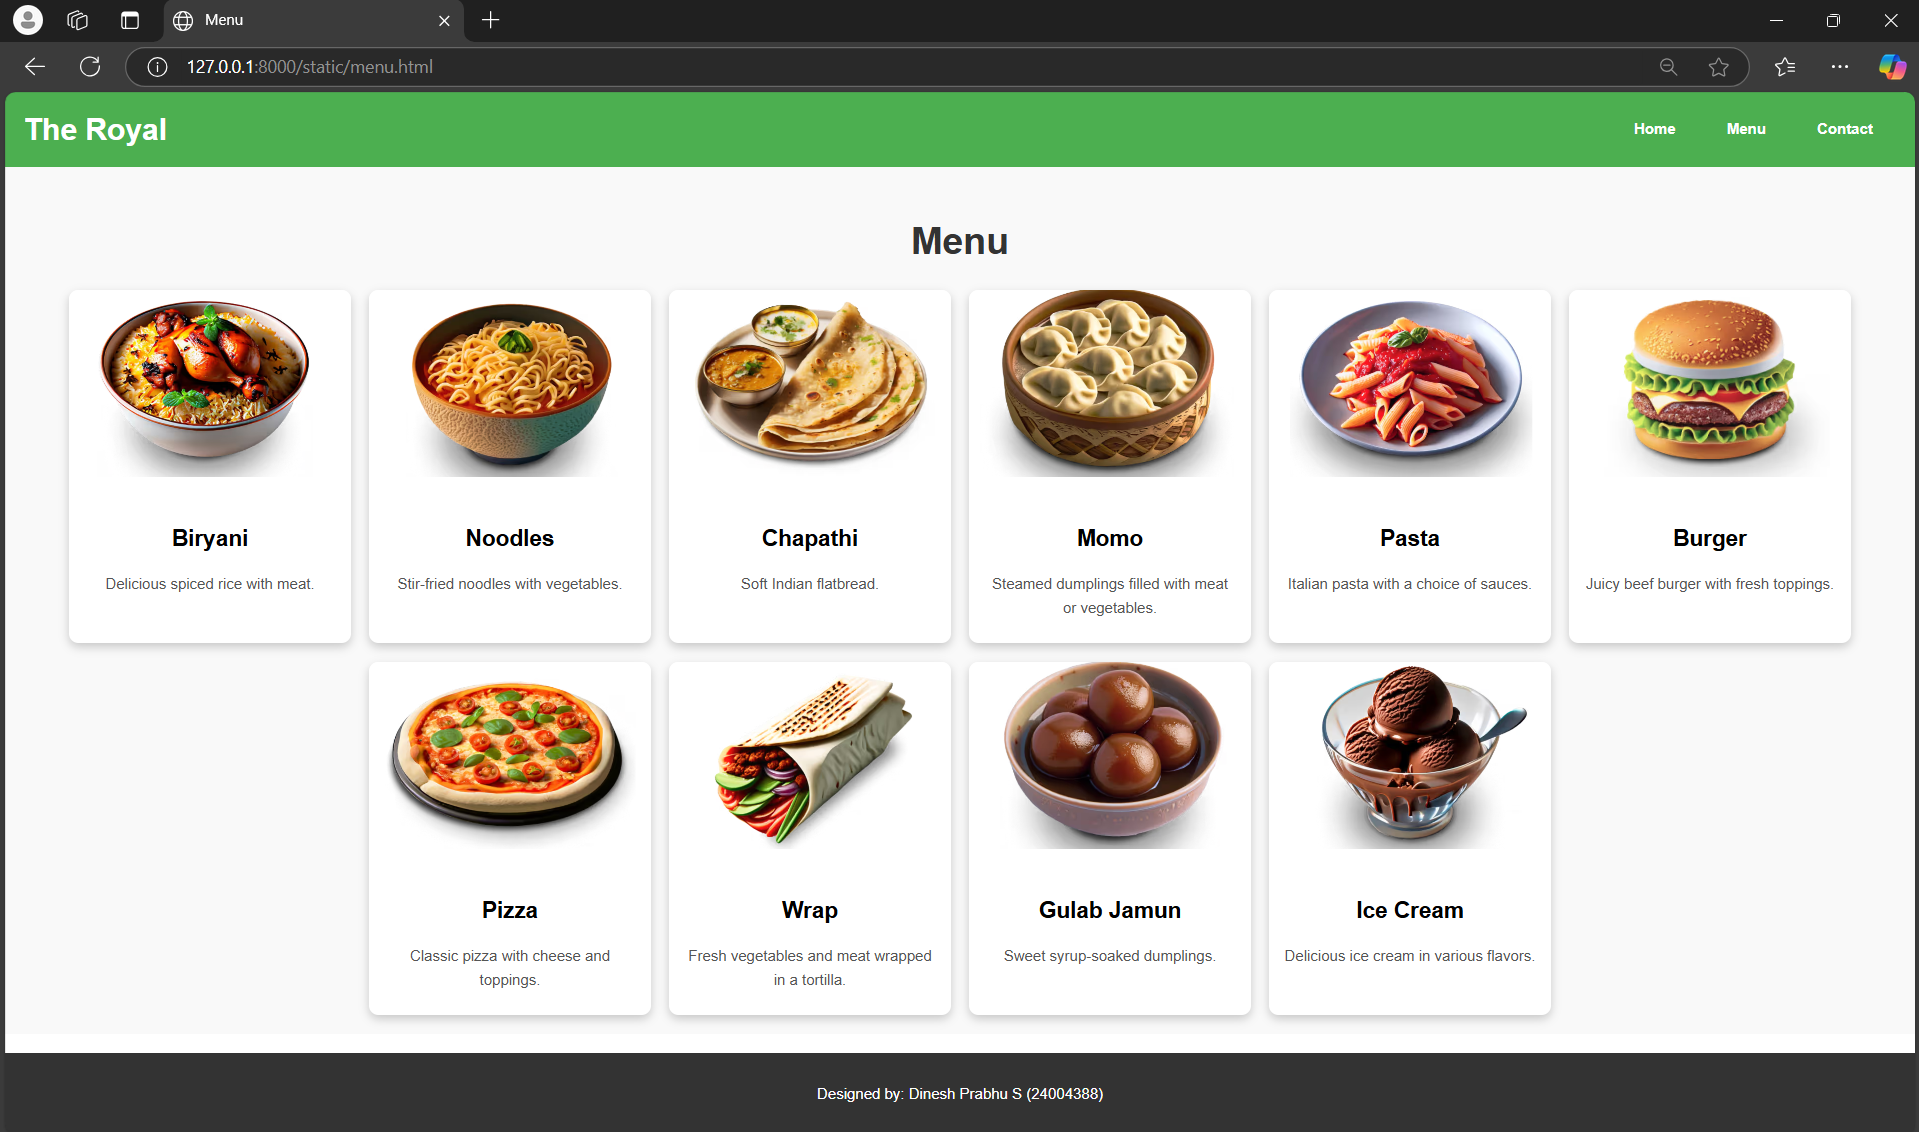 Menu
127.0.0.1:8000/static/menu.html
The Royal
Home Menu Contact
Menu
Biryani
Delicious spiced rice with meat.
Noodles
Stir-fried noodles with vegetables.
Chapathi
Soft Indian flatbread.
Momo
Steamed dumplings filled with meat
or vegetables.
Pasta
Italian pasta with a choice of sauces.
Burger
Juicy beef burger with fresh toppings.
Pizza
Classic pizza with cheese and
toppings.
Wrap
Fresh vegetables and meat wrapped
in a tortilla.
Gulab Jamun
Sweet syrup-soaked dumplings.
Ice Cream
Delicious ice cream in various flavors.
Designed by: Dinesh Prabhu S (24004388)